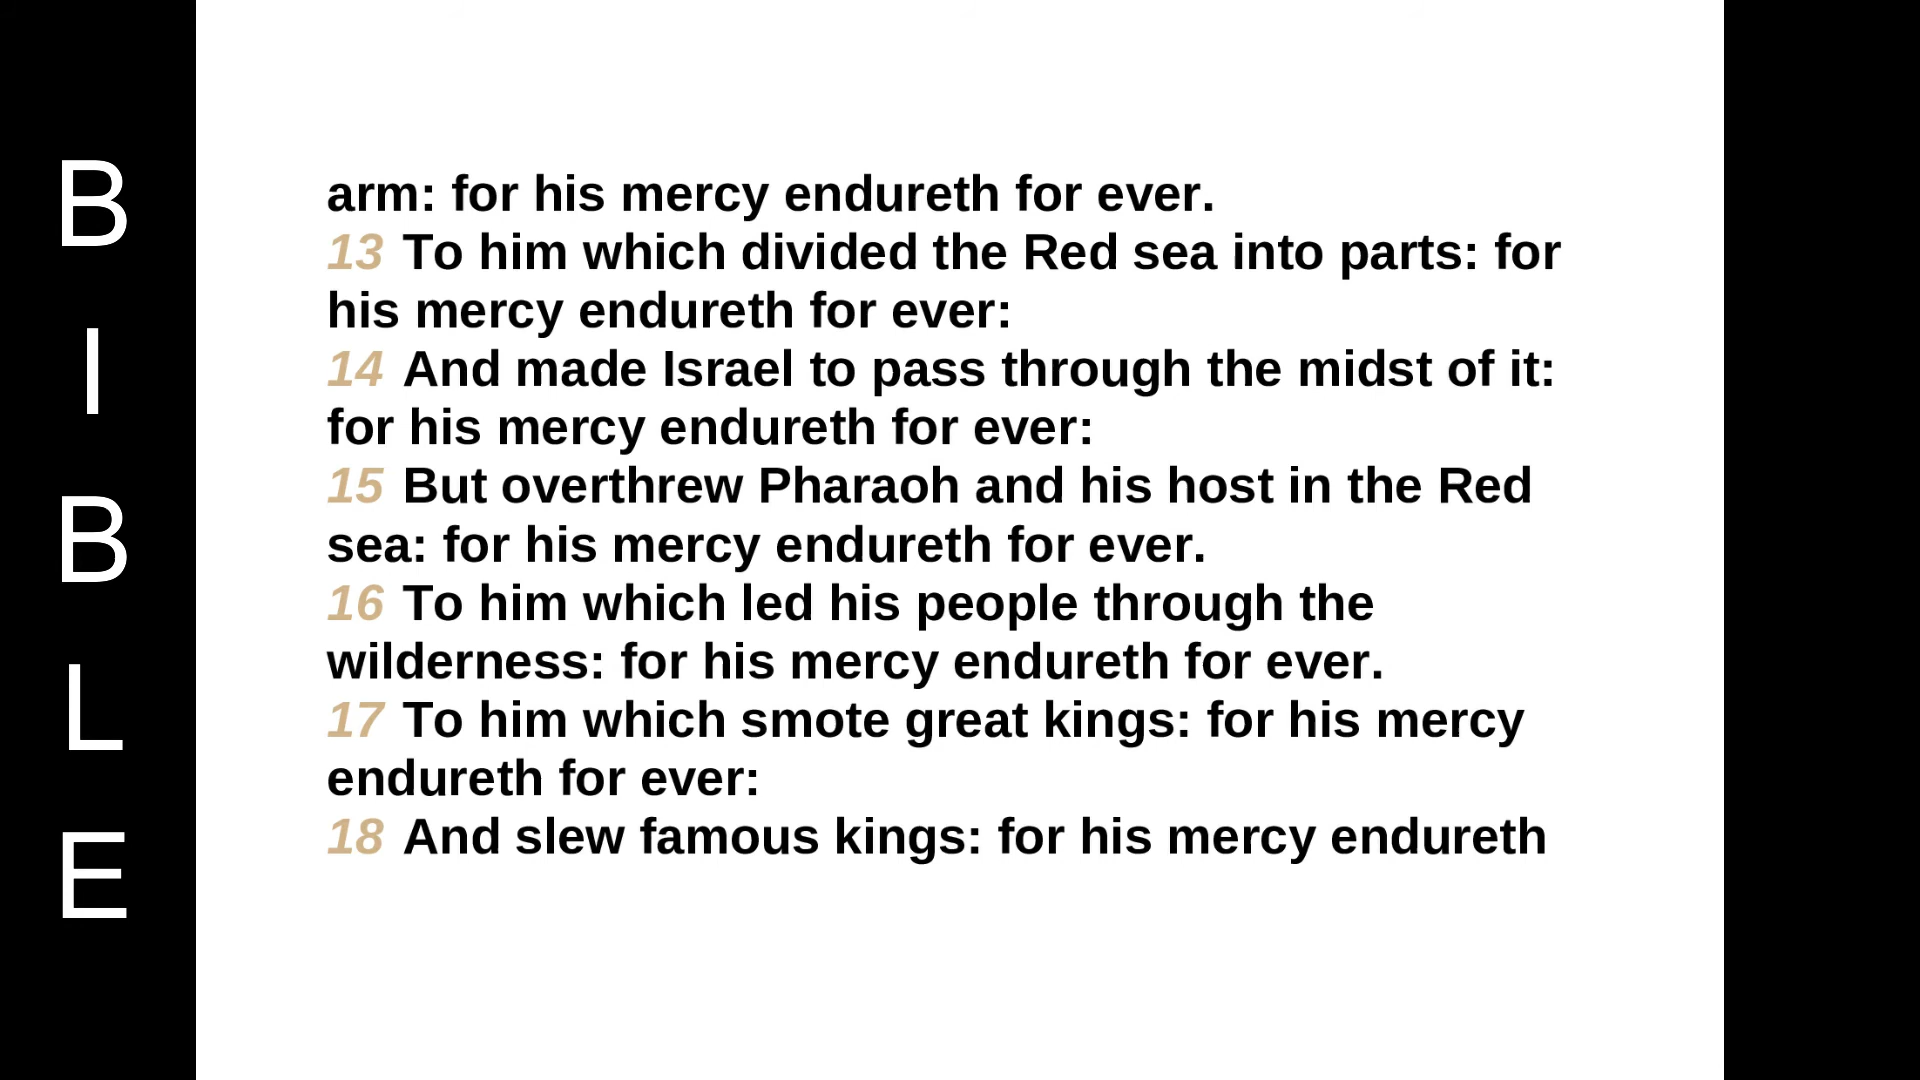 B
I
B
L
E
arm: for his mercy endureth for ever.
13 To him which divided the Red sea into parts: for
his mercy endureth for ever:
14 And made Israel to pass through the midst of it:
for his mercy endureth for ever:
15 But overthrew Pharaoh and his host in the Red
sea: for his mercy endureth for ever.
16 To him which led his people through the
wilderness: for his mercy endureth for ever.
17 To him which smote great kings: for his mercy
endureth for ever:
18 And slew famous kings: for his mercy endureth